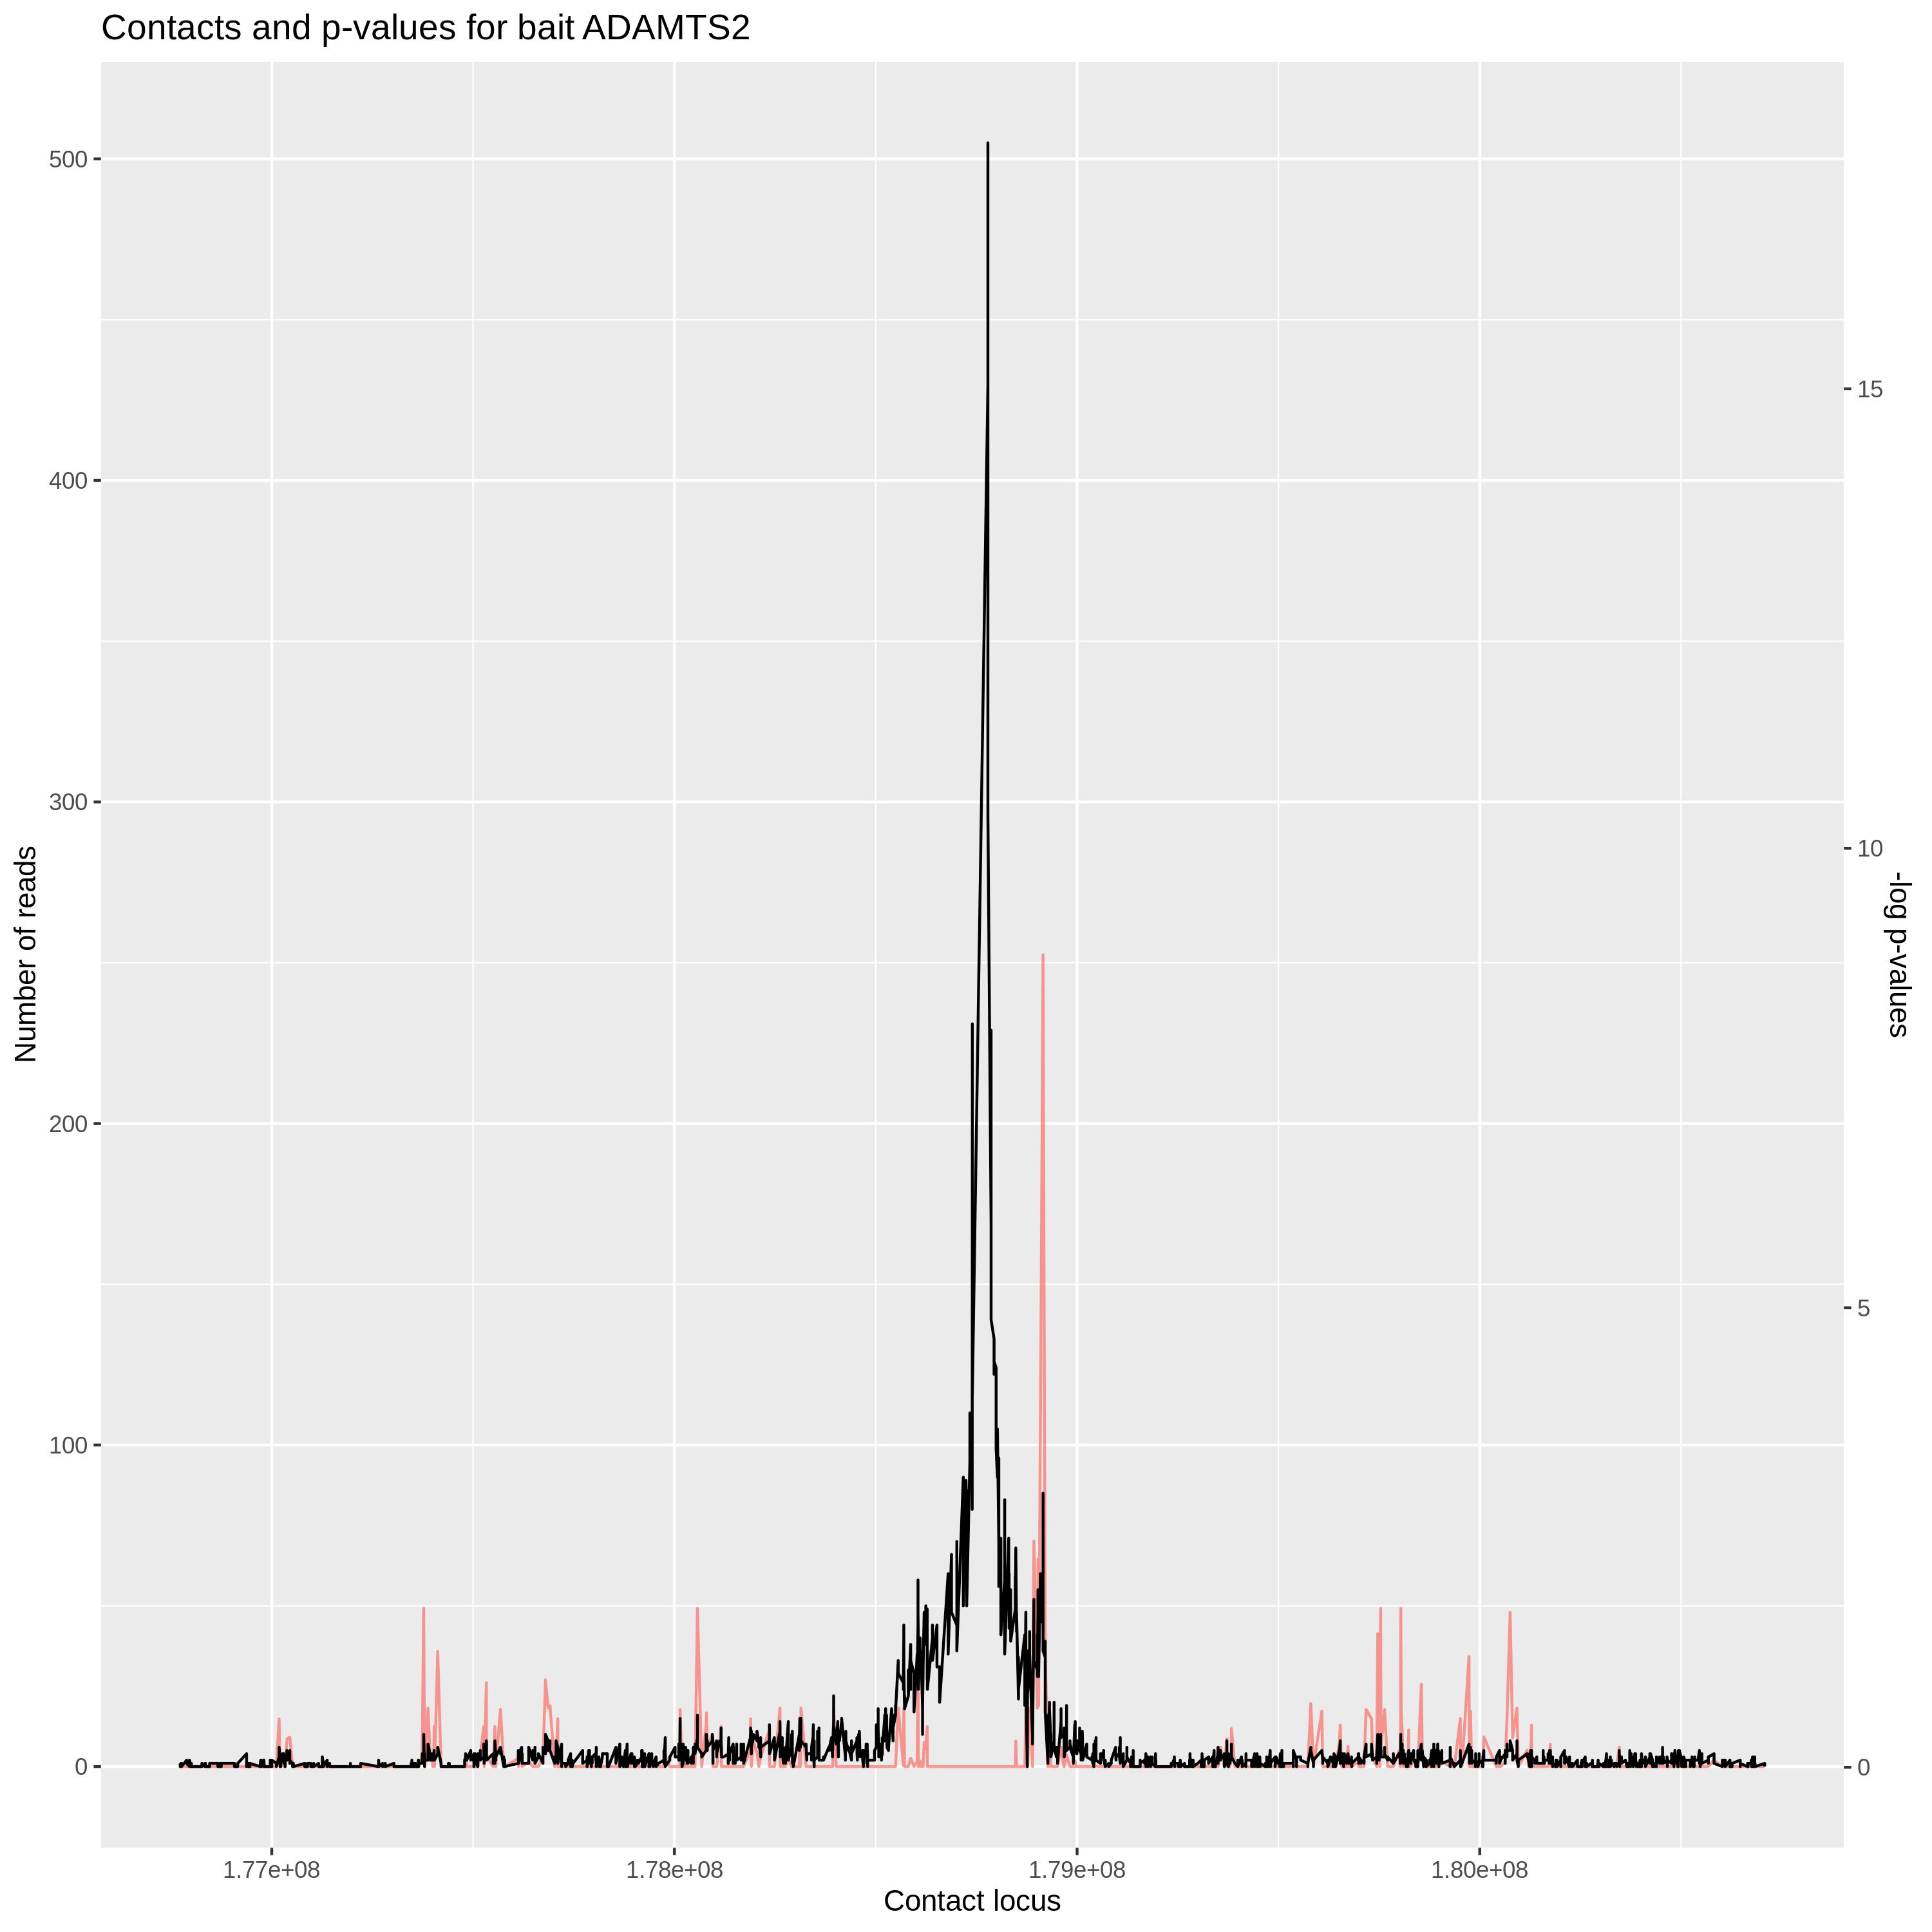 Contacts and p-values for bait ADAMTS2
500
400
300
200
100
0
Number of reads
15
10
5
0
-log p-values
1.77e+08
1.78e+08
1.79e+08
1.80e+08
Contact locus